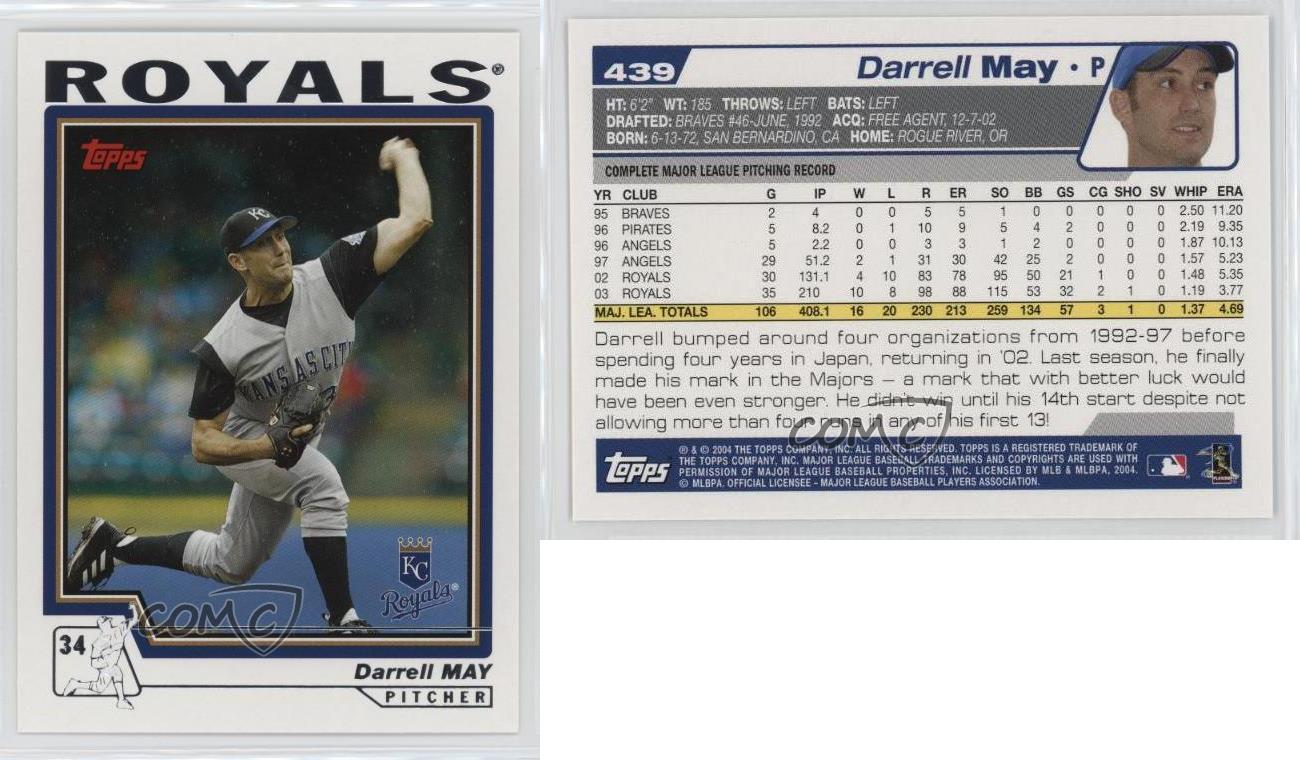 ROYALS®
Topps
KC
KANSAS CITY
KC
Royals®
COMC
34
Darrell MAY
PITCHER
439 Darrell May • P
HT: 6'2" WT: 185 THROWS: LEFT BATS: LEFT
DRAFTED: BRAVES #46-JUNE, 1992 ACQ: FREE AGENT, 12-7-02
BORN: 6-13-72, SAN BERNARDINO, CA HOME: ROGUE RIVER, OR
COMPLETE MAJOR LEAGUE PITCHING RECORD
YR CLUB G IP W L R ER SO BB GS CG SHO SV WHIP ERA
95 BRAVES 2 4 0 0 5 5 1 0 0 0 0 0 2.50 11.20
96 PIRATES 5 8.2 0 1 10 9 5 4 2 0 0 0 2.19 9.35
96 ANGELS 5 2.2 0 0 3 3 1 2 0 0 0 0 1.87 10.13
97 ANGELS 29 51.2 2 1 31 30 42 25 2 0 0 0 1.57 5.23
02 ROYALS 30 131.1 4 10 83 78 95 50 21 1 0 0 1.48 5.35
03 ROYALS 35 210 10 8 98 88 115 53 32 2 1 0 1.19 3.77
MAJ. LEA. TOTALS 106 408.1 16 20 230 213 259 134 57 3 1 0 1.37 4.69
Darrell bumped around four organizations from 1992-97 before
spending four years in Japan, returning in '02. Last season, he finally
made his mark in the Majors – a mark that with better luck would
have been even stronger. He didn't win until his 14th start despite not
allowing more than four runs in any of his first 13!
COMC
Topps
® & © 2004 THE TOPPS COMPANY, INC. ALL RIGHTS RESERVED. TOPPS IS A REGISTERED TRADEMARK OF
THE TOPPS COMPANY, INC. MAJOR LEAGUE BASEBALL TRADEMARKS AND COPYRIGHTS ARE USED WITH
PERMISSION OF MAJOR LEAGUE BASEBALL PROPERTIES, INC. LICENSED BY MLB & MLBPA, 2004.
© MLBPA. OFFICIAL LICENSEE - MAJOR LEAGUE BASEBALL PLAYERS ASSOCIATION.